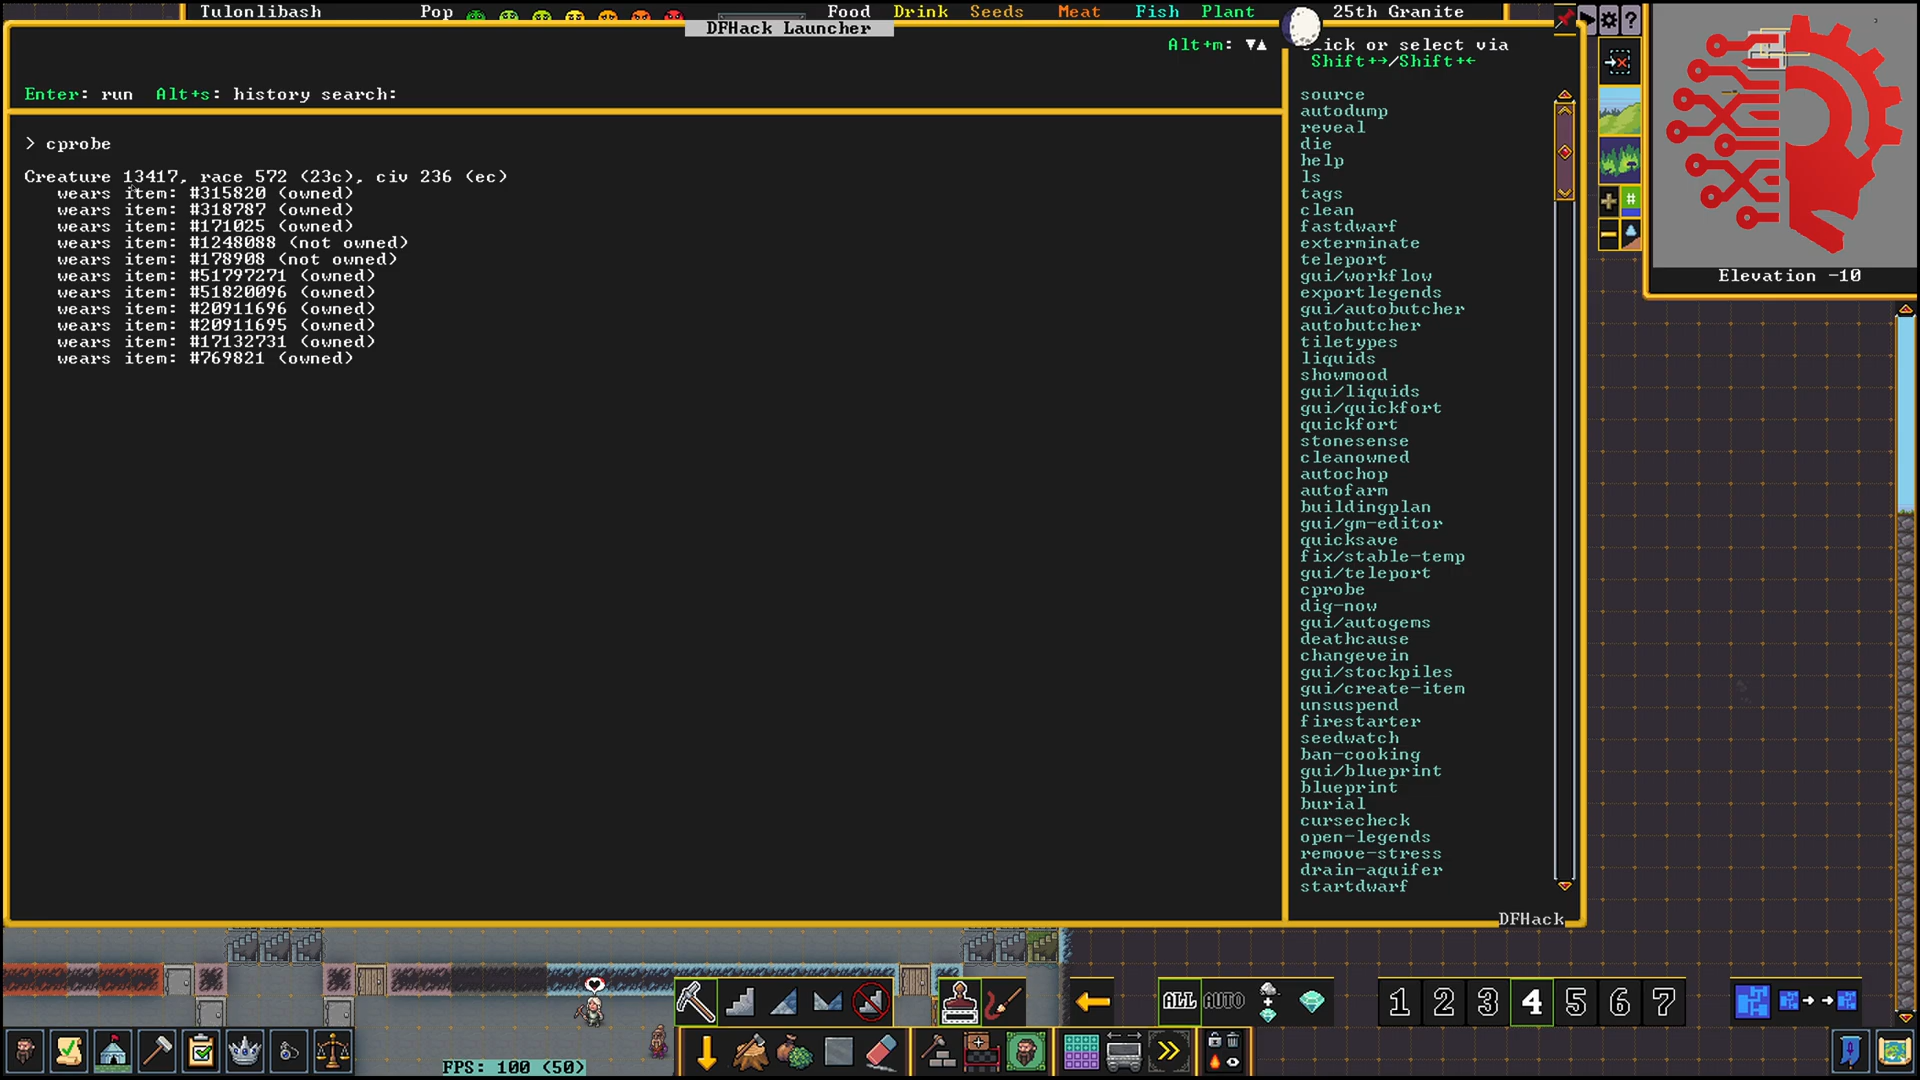 Tulonlibash Pop Food Drink Seeds Meat Fish Plant 25th Granite
DFHack Launcher
Alt+m:
Enter: run Alt+s: history search:
> cprobe
Creature 13417, race 572 (23c), civ 236 (ec)
wears item: #315820 (owned)
wears item: #318787 (owned)
wears item: #171025 (owned)
wears item: #1248088 (not owned)
wears item: #178908 (not owned)
wears item: #51797271 (owned)
wears item: #51820096 (owned)
wears item: #20911696 (owned)
wears item: #20911695 (owned)
wears item: #17132731 (owned)
wears item: #769821 (owned)
or select via
Shift+→/Shift+←
source
autodump
reveal
die
help
ls
tags
clean
fastdwarf
exterminate
teleport
gui/workflow
exportlegends
gui/autobutcher
autobutcher
tiletypes
liquids
showmood
gui/liquids
gui/quickfort
quickfort
stonesense
cleanowned
autochop
autofarm
buildingplan
gui/gm-editor
quicksave
fix/stable-temp
gui/teleport
cprobe
dig-now
gui/autogems
deathcause
changevein
gui/stockpiles
gui/create-item
unsuspend
firestarter
seedwatch
ban-cooking
gui/blueprint
blueprint
burial
cursecheck
open-legends
remove-stress
drain-aquifer
startdwarf
DFHack
?
#
Elevation -10
ALL AUTO 1 2 3 4 5 6 7
FPS: 100 (50)